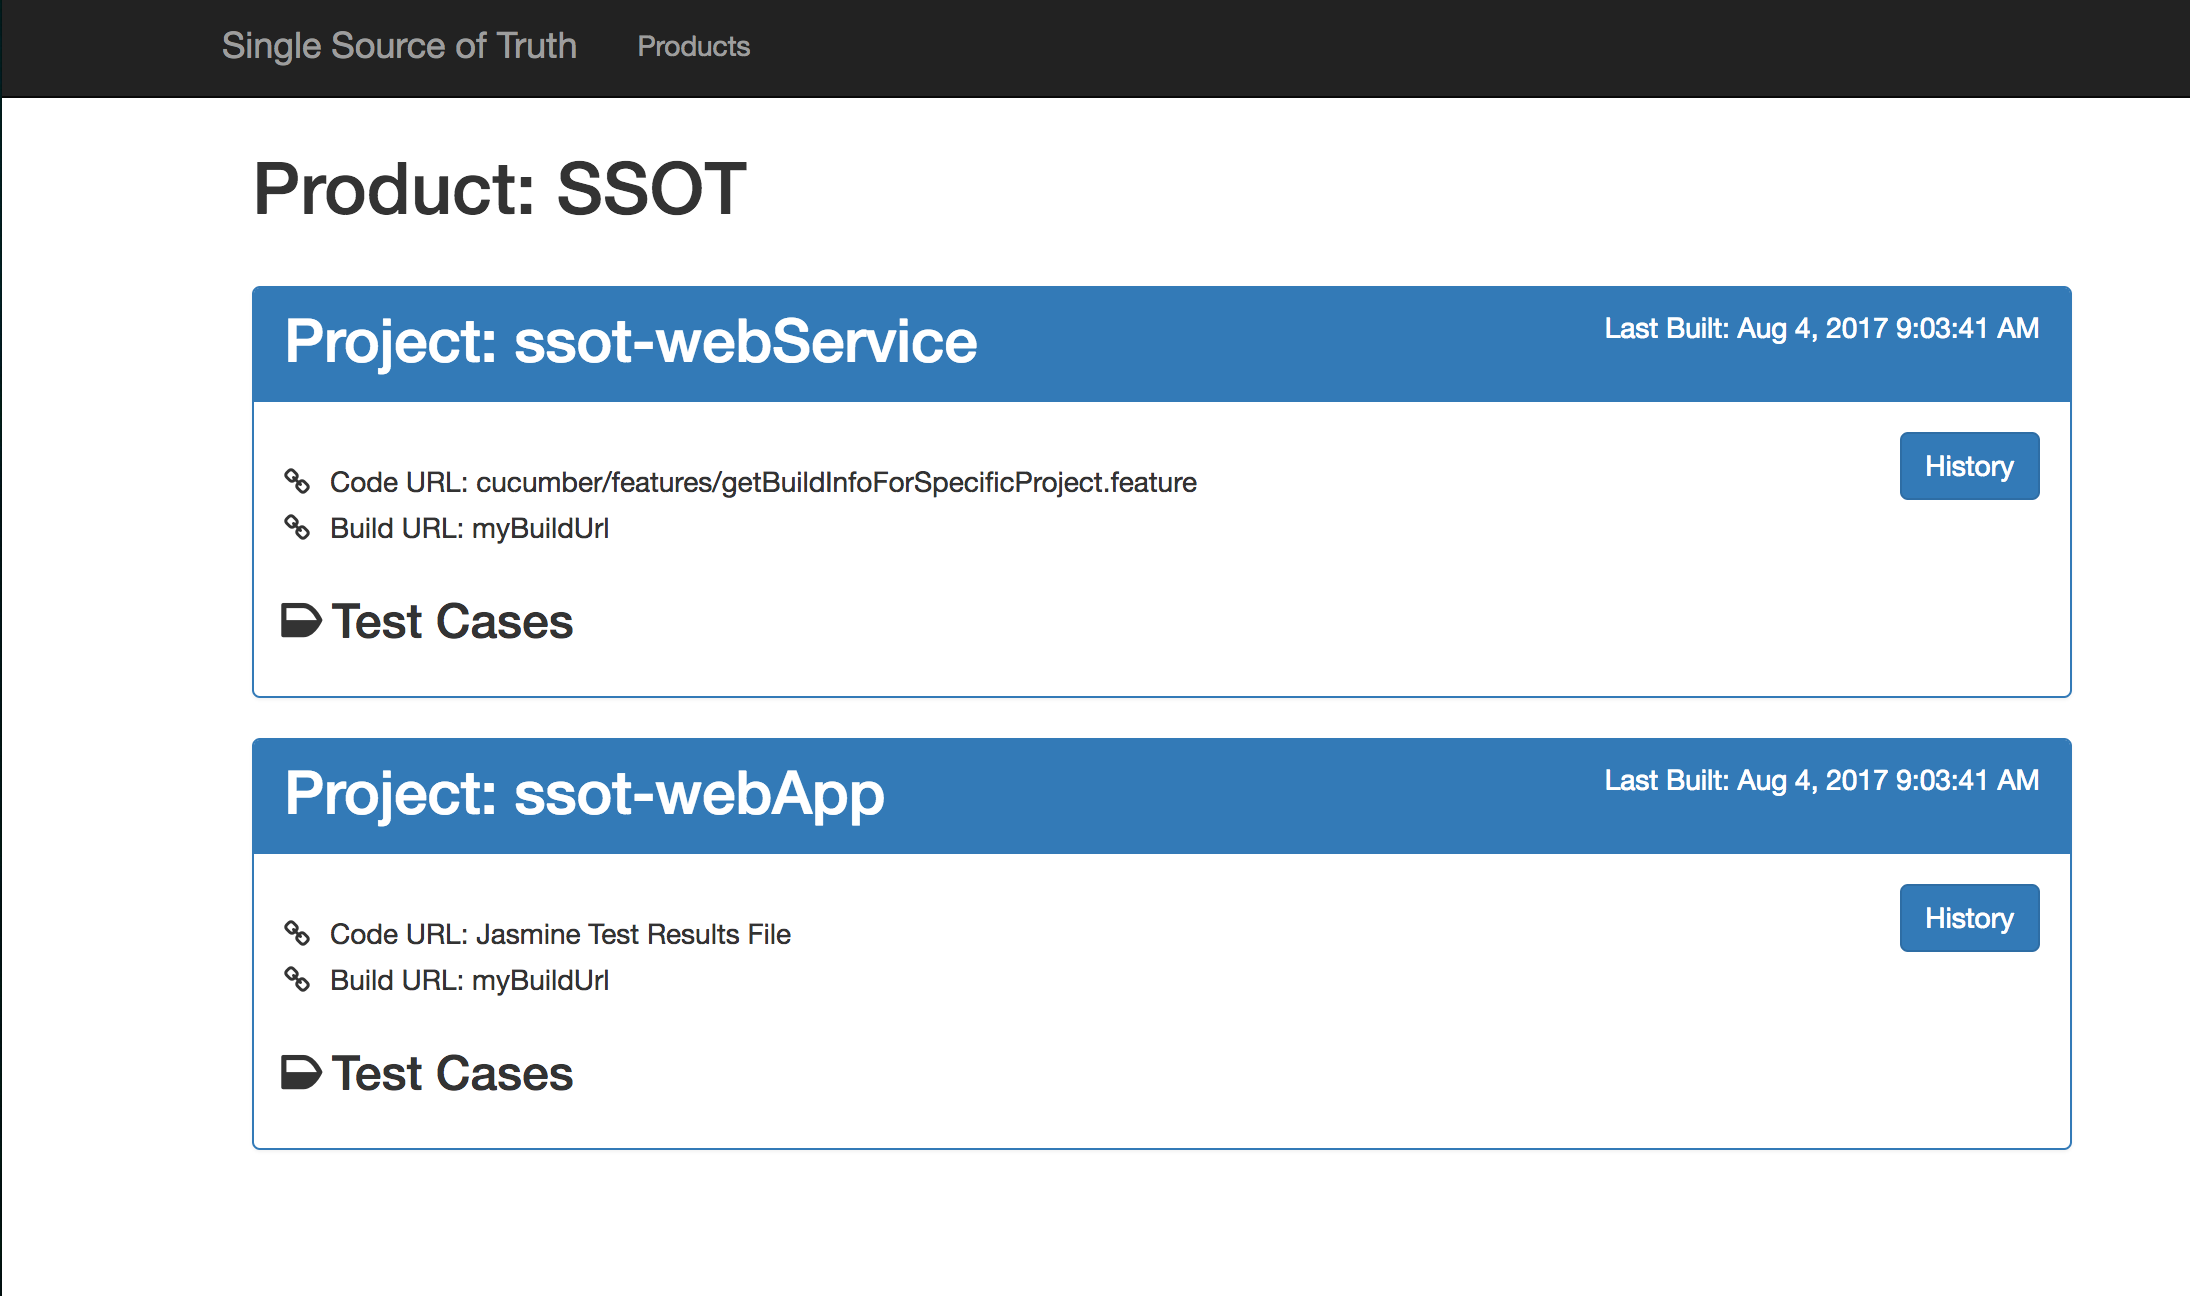 Single Source of Truth Products
Product: SSOT
Project: ssot-webService Last Built: Aug 4, 2017 9:03:41 AM
History
Code URL: cucumber/features/getBuildInfoForSpecificProject.feature
Build URL: myBuildUrl
Test Cases
Project: ssot-webApp Last Built: Aug 4, 2017 9:03:41 AM
History
Code URL: Jasmine Test Results File
Build URL: myBuildUrl
Test Cases